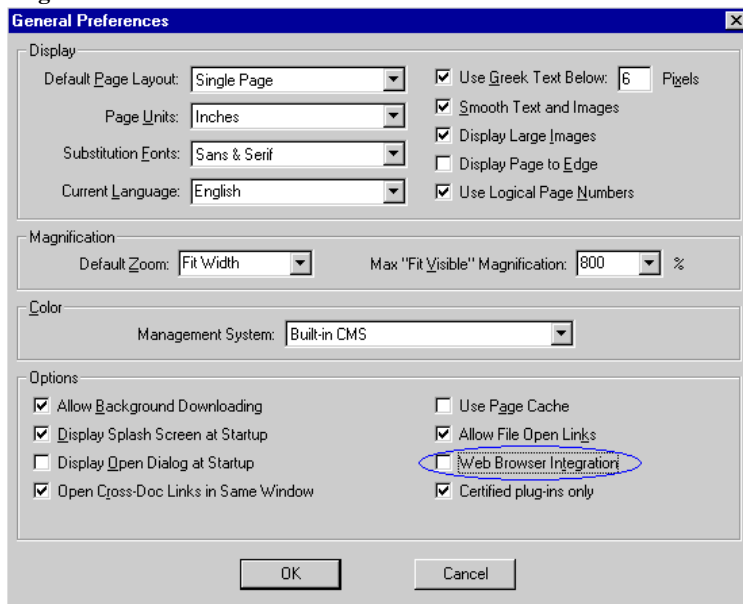 General Preferences
Display
Default Page Layout: Single Page
Use Greek Text Below: 6 Pixels
Page Units: Inches
Smooth Text and Images
Display Large Images
Substitution Fonts: Sans & Serif
Display Page to Edge
Current Language: English
Use Logical Page Numbers
Magnification
Default Zoom: Fit Width
Max "Fit Visible" Magnification: 800 %
Color
Management System: Built-in CMS
Options
Allow Background Downloading
Use Page Cache
Display Splash Screen at Startup
Allow File Open Links
Display Open Dialog at Startup
Web Browser Integration
Open Cross-Doc Links in Same Window
Certified plug-ins only
OK
Cancel